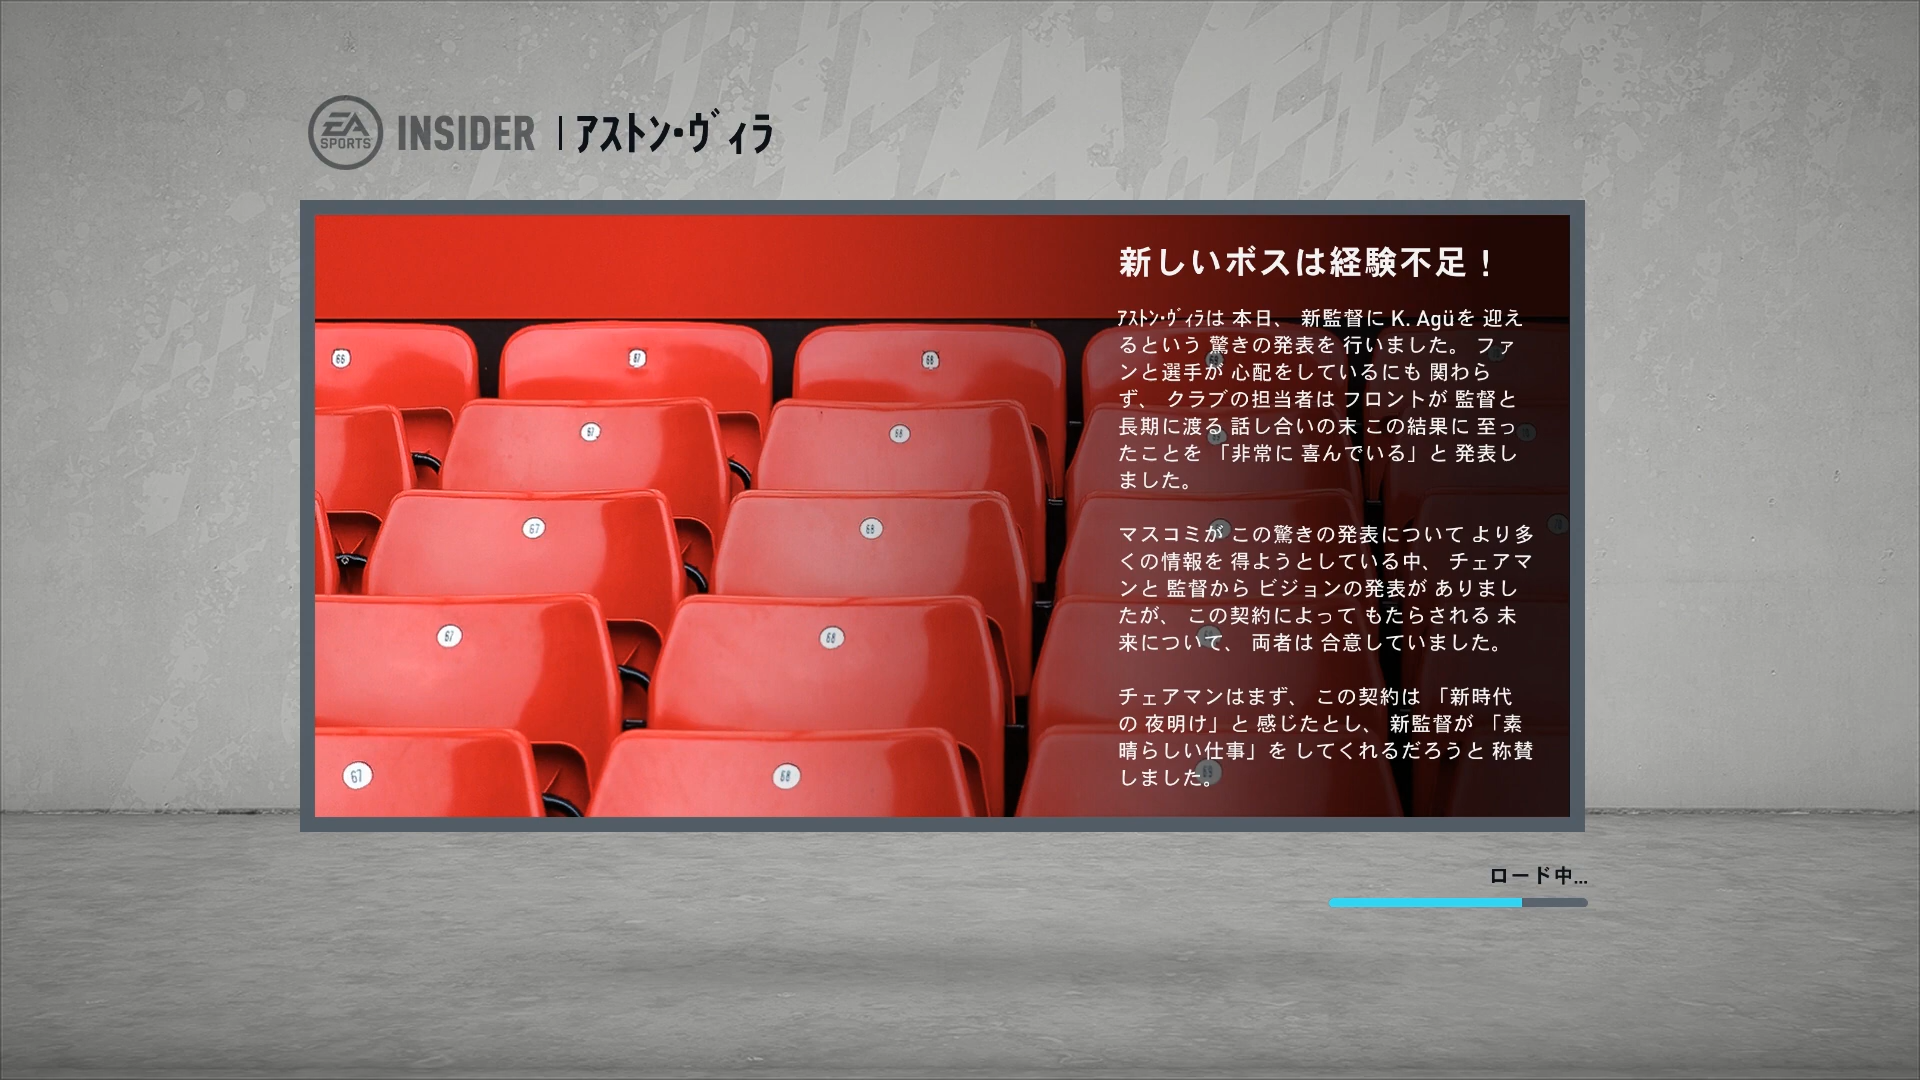 EA SPORTS INSIDER | アストン・ヴィラ
新しいボスは経験不足！
アストン・ヴィラは 本日、 新監督に K. Agüを 迎え
るという 驚きの発表を 行いました。 ファ
ンと選手が 心配をしているにも 関わら
ず、 クラブの担当者は フロントが 監督と
長期に渡る 話し合いの末 この結果に 至っ
たことを 「非常に 喜んでいる」と 発表し
ました。
マスコミが この驚きの発表について より多
くの情報を 得ようとしている中、 チェアマ
ンと 監督から ビジョンの発表が ありまし
たが、 この契約によって もたらされる 未
来について、 両者は 合意していました。
チェアマンはまず、 この契約は 「新時代
の 夜明け」と 感じたとし、 新監督が 「素
晴らしい仕事」を してくれるだろうと 称賛
しました。
66 67 68
67 68
67 68
67 68
67 68
ロード中...